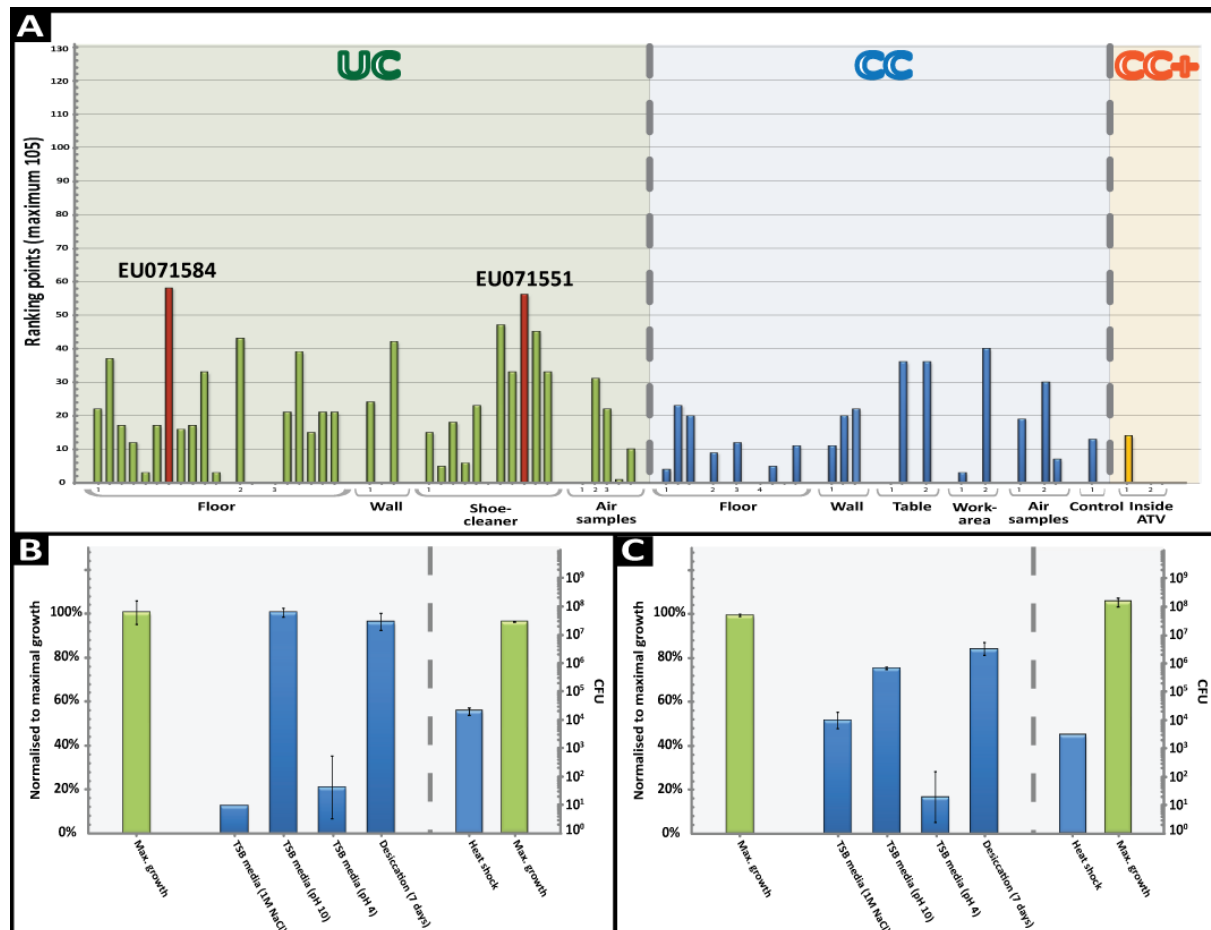 A
UC
CC
CC+
Ranking points (maximum 105)
130
120
110
100
90
80
70
60
50
40
30
20
10
0
EU071584
EU071551
1 2 3 1 1 1 2 3 1 2 3 4 1 1 2 1 2 1 2 1 1 2
Floor Wall Shoe-cleaner Air samples Floor Wall Table Work-area Air samples Control Inside ATV
B
Normalised to maximal growth
100%
80%
60%
40%
20%
0%
CFU
10⁹
10⁸
10⁷
10⁶
10⁵
10⁴
10³
10²
10¹
10⁰
Max. growth
TSB media (1M NaCl)
TSB media (pH 10)
TSB media (pH 4)
Desiccation (7 days)
Heat shock
Max. growth
C
Normalised to maximal growth
100%
80%
60%
40%
20%
0%
CFU
10⁹
10⁸
10⁷
10⁶
10⁵
10⁴
10³
10²
10¹
10⁰
Max. growth
TSB media (1M NaCl)
TSB media (pH 10)
TSB media (pH 4)
Desiccation (7 days)
Heat shock
Max. growth